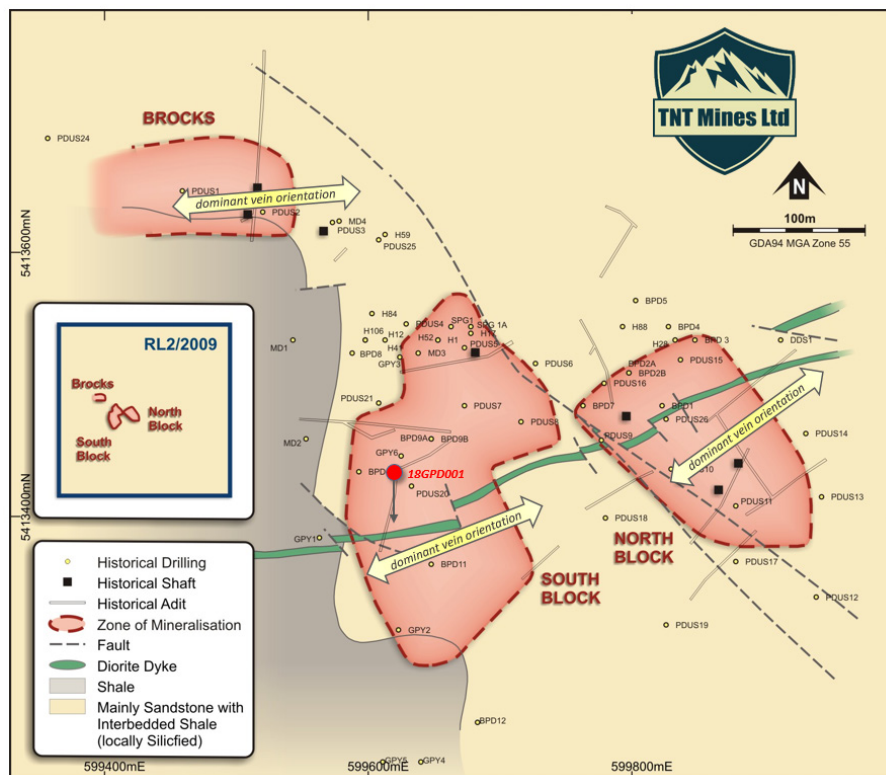 TNT Mines Ltd
N
100m
GDA94 MGA Zone 55
BROCKS
PDUS24
PDUS1
dominant vein orientation
PDUS2
MD4
PDUS3
H59
PDUS25
5413600mN
RL2/2009
Brocks
North
Block
South
Block
BPD5
H84
PDUS4
SPG1
SPG 1A
H88
BPD4
H106
H12
H52
H1
H17
H28
BPD 3
DDS1
MD1
BPD8
H41
MD3
PDUS5
GPY3
PDUS6
BPD2A
PDUS15
BPD2B
PDUS16
PDUS21
PDUS7
BPD7
BPD1
PDUS8
PDUS26
dominant vein orientation
MD2
BPD9A
BPD9B
PDUS9
PDUS14
GPY6
18GPD001
PDUS20
PDUS11
PDUS13
5413400mN
PDUS18
GPY1
dominant vein orientation
NORTH
BLOCK
BPD11
PDUS17
SOUTH
BLOCK
PDUS12
GPY2
PDUS19
BPD12
GPY5
GPY4
Historical Drilling
Historical Shaft
Historical Adit
Zone of Mineralisation
Fault
Diorite Dyke
Shale
Mainly Sandstone with
Interbedded Shale
(locally Silicfied)
599400mE
599600mE
599800mE